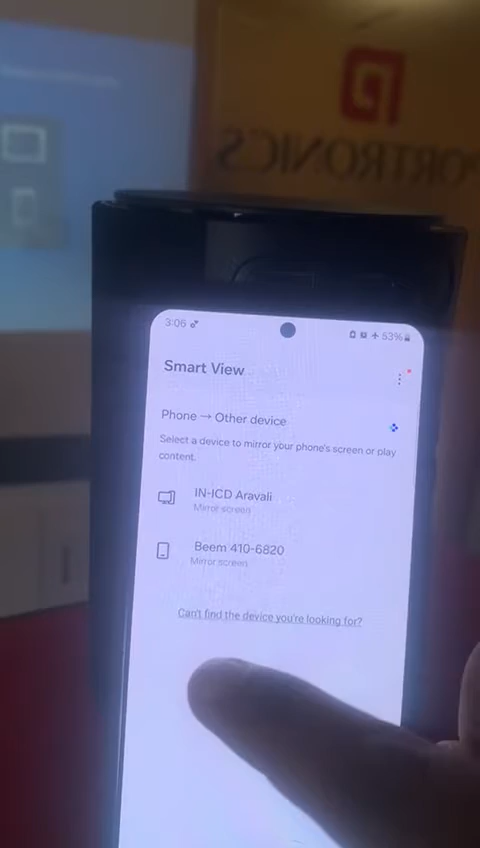 PORTRONICS
3:06
53%
Smart View
Phone → Other device
Select a device to mirror your phone's screen or play
content.
IN-ICD Aravali
Mirror screen
Beem 410-6820
Mirror screen
Can't find the device you're looking for?